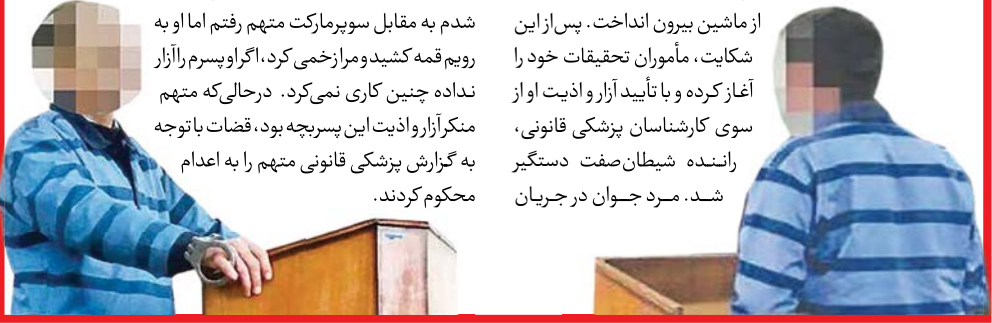 از ماشین بیرون انداخت. پس‌از این
شکایت، مأموران تحقیقات خود را
آغاز کرده و با تأیید آزار و اذیت او از
سوی کارشناسان پزشکی قانونی،
راننده شیطان‌صفت دستگیر
شد. مرد جوان در جریان
شدم به مقابل سوپرمارکت متهم رفتم اما او به
رویم قمه کشید و مرا زخمی کرد، اگر او پسرم را آزار
نداده چنین کاری نمی‌کرد. درحالی‌که متهم
منکر آزار و اذیت این پسربچه بود، قضات با توجه
به گزارش پزشکی قانونی متهم را به اعدام
محکوم کردند.